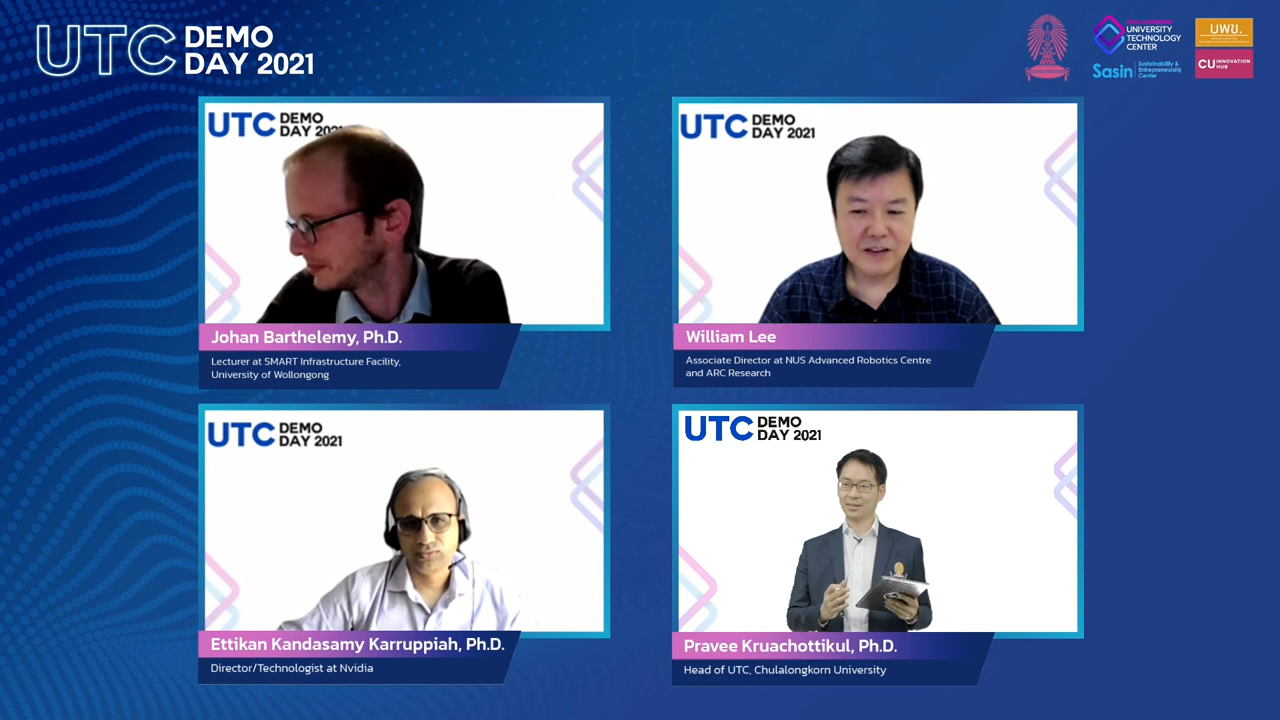 UTC DEMO
DAY 2021
UNIVERSITY
TECHNOLOGY
CENTER
Sasin Sustainability &
Entrepreneurship
Center
CU INNOVATION
HUB
UTC DEMO
DAY 2021
Johan Barthelemy, Ph.D.
Lecturer at SMART Infrastructure Facility,
University of Wollongong
UTC DEMO
DAY 2021
William Lee
Associate Director at NUS Advanced Robotics Centre
and ARC Research
UTC DEMO
DAY 2021
Ettikan Kandasamy Karruppiah, Ph.D.
Director/Technologist at Nvidia
UTC DEMO
DAY 2021
Pravee Kruachottikul, Ph.D.
Head of UTC, Chulalongkorn University